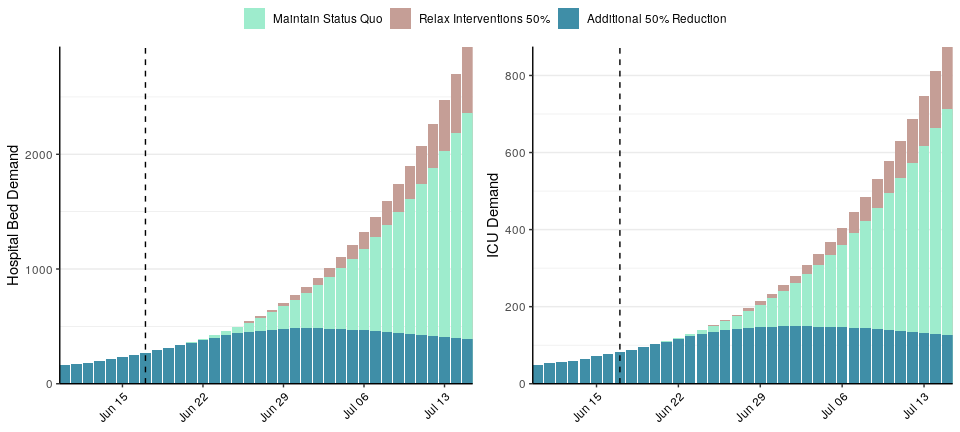 Maintain Status Quo Relax Interventions 50% Additional 50% Reduction
Hospital Bed Demand
2000
1000
0
Jun 15 Jun 22 Jun 29 Jul 06 Jul 13
ICU Demand
800
600
400
200
0
Jun 15 Jun 22 Jun 29 Jul 06 Jul 13